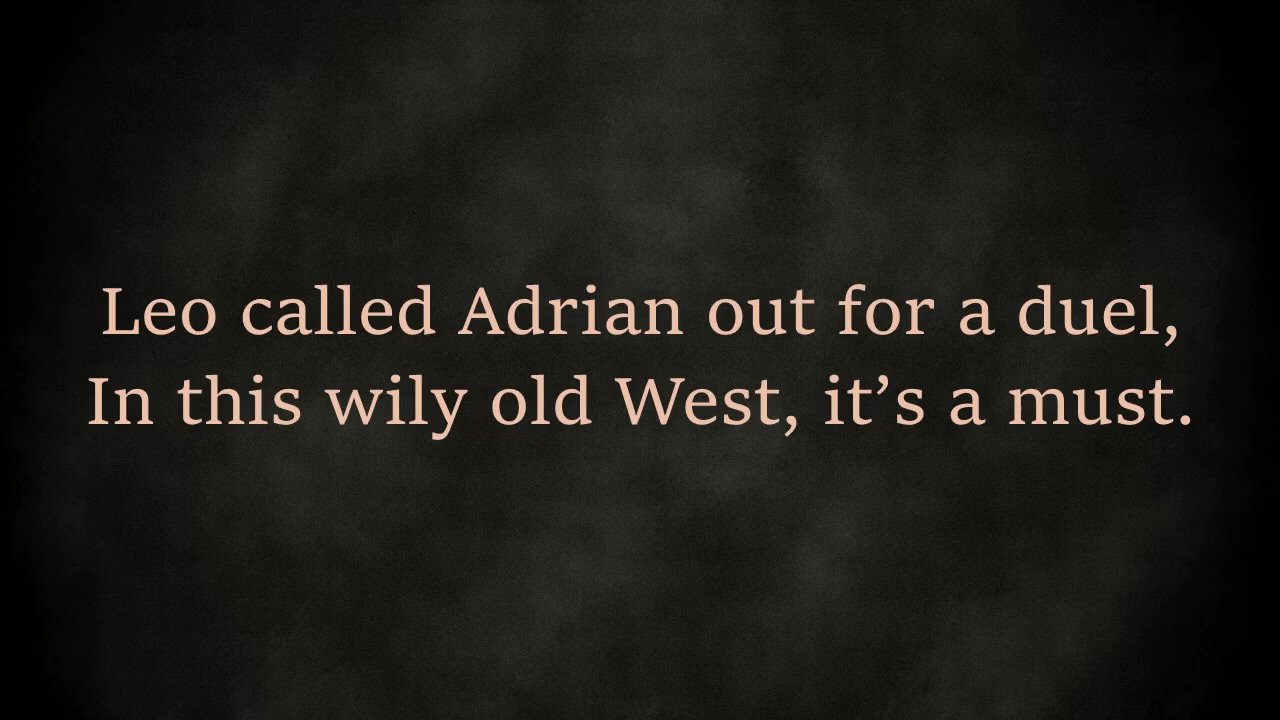 Leo called Adrian out for a duel,
In this wily old West, it’s a must.